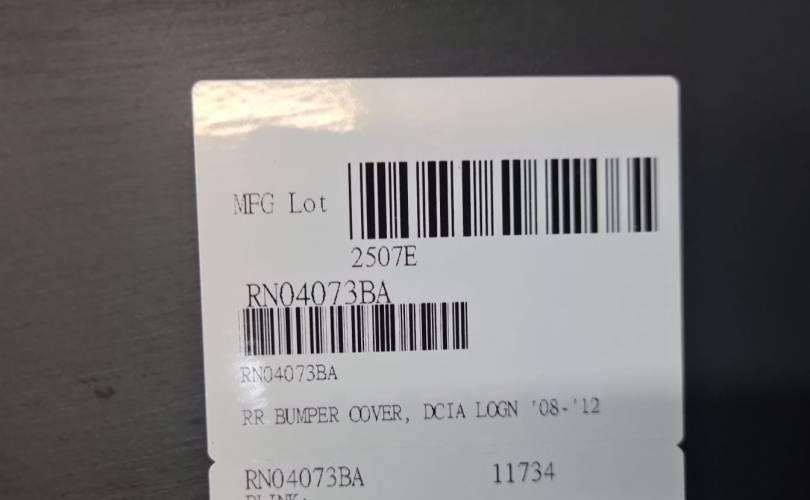 MFG Lot
2507E
RN04073BA
RN04073BA
RR BUMPER COVER, DCIA LOGN '08-'12
RN04073BA 11734